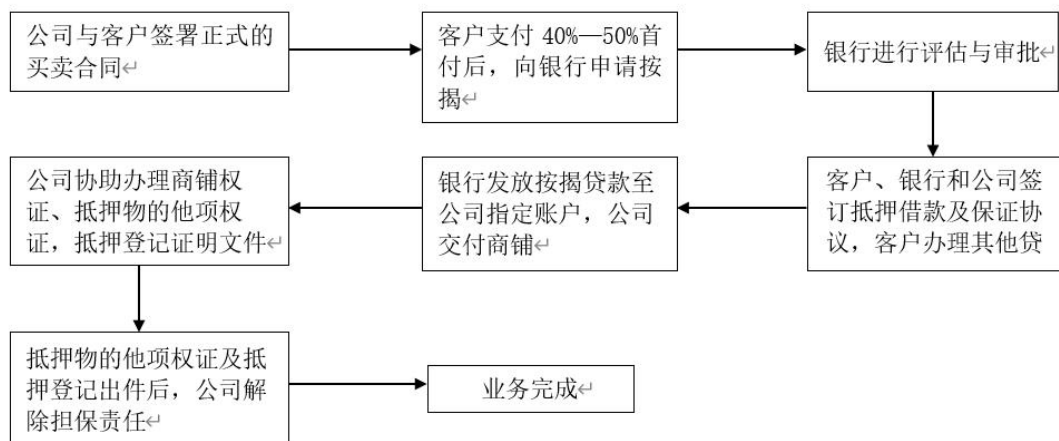 公司与客户签署正式的
买卖合同↵
客户支付 40%—50%首
付后，向银行申请按
揭↵
银行进行评估与审批↵
客户、银行和公司签
订抵押借款及保证协
议，客户办理其他贷
银行发放按揭贷款至
公司指定账户，公司
交付商铺↵
公司协助办理商铺权
证、抵押物的他项权
证，抵押登记证明文件↵
抵押物的他项权证及抵
押登记出件后，公司解
除担保责任↵
业务完成↵